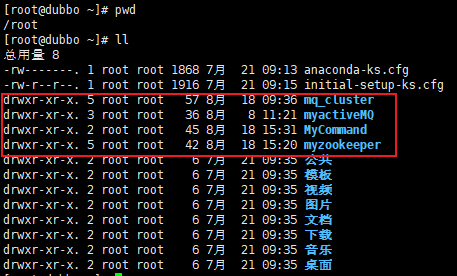 [root@dubbo ~]# pwd
/root
[root@dubbo ~]# ll
总用量 8
-rw-------. 1 root root 1868 7月  21 09:13 anaconda-ks.cfg
-rw-r--r--. 1 root root 1916 7月  21 09:15 initial-setup-ks.cfg
drwxr-xr-x. 5 root root   57 8月  18 09:36 mq_cluster
drwxr-xr-x. 3 root root   36 8月   8 11:21 myactiveMQ
drwxr-xr-x. 2 root root   45 8月  18 15:31 MyCommand
drwxr-xr-x. 5 root root   42 8月  18 15:20 myzookeeper
drwxr-xr-x. 2 root root    6 7月  21 09:35 公共
drwxr-xr-x. 2 root root    6 7月  21 09:35 模板
drwxr-xr-x. 2 root root    6 7月  21 09:35 视频
drwxr-xr-x. 2 root root    6 7月  21 09:35 图片
drwxr-xr-x. 2 root root    6 7月  21 09:35 文档
drwxr-xr-x. 2 root root    6 7月  21 09:35 下载
drwxr-xr-x. 2 root root    6 7月  21 09:35 音乐
drwxr-xr-x. 2 root root    6 7月  21 09:35 桌面